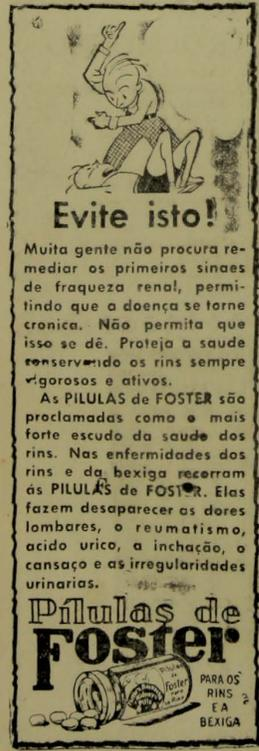 Evite isto!
Muita gente não procura re-
mediar os primeiros sinaes
de fraqueza renal, permi-
tindo que a doença se torne
cronica. Não permita que
isso se dê. Proteja a saude
conservando os rins sempre
vigorosos e ativos.
As PILULAS de FOSTER são
proclamadas como o mais
forte escudo da saude dos
rins. Nas enfermidades dos
rins e da bexiga recorram
ás PILULAS de FOSTER. Elas
fazem desaparecer as dores
lombares, o reumatismo,
acido urico, a inchação, o
cansaço e as irregularidades
urinarias.
Pílulas de
Foster
Pilulas
de
Foster
PARA OS
RINS
E A
BEXIGA